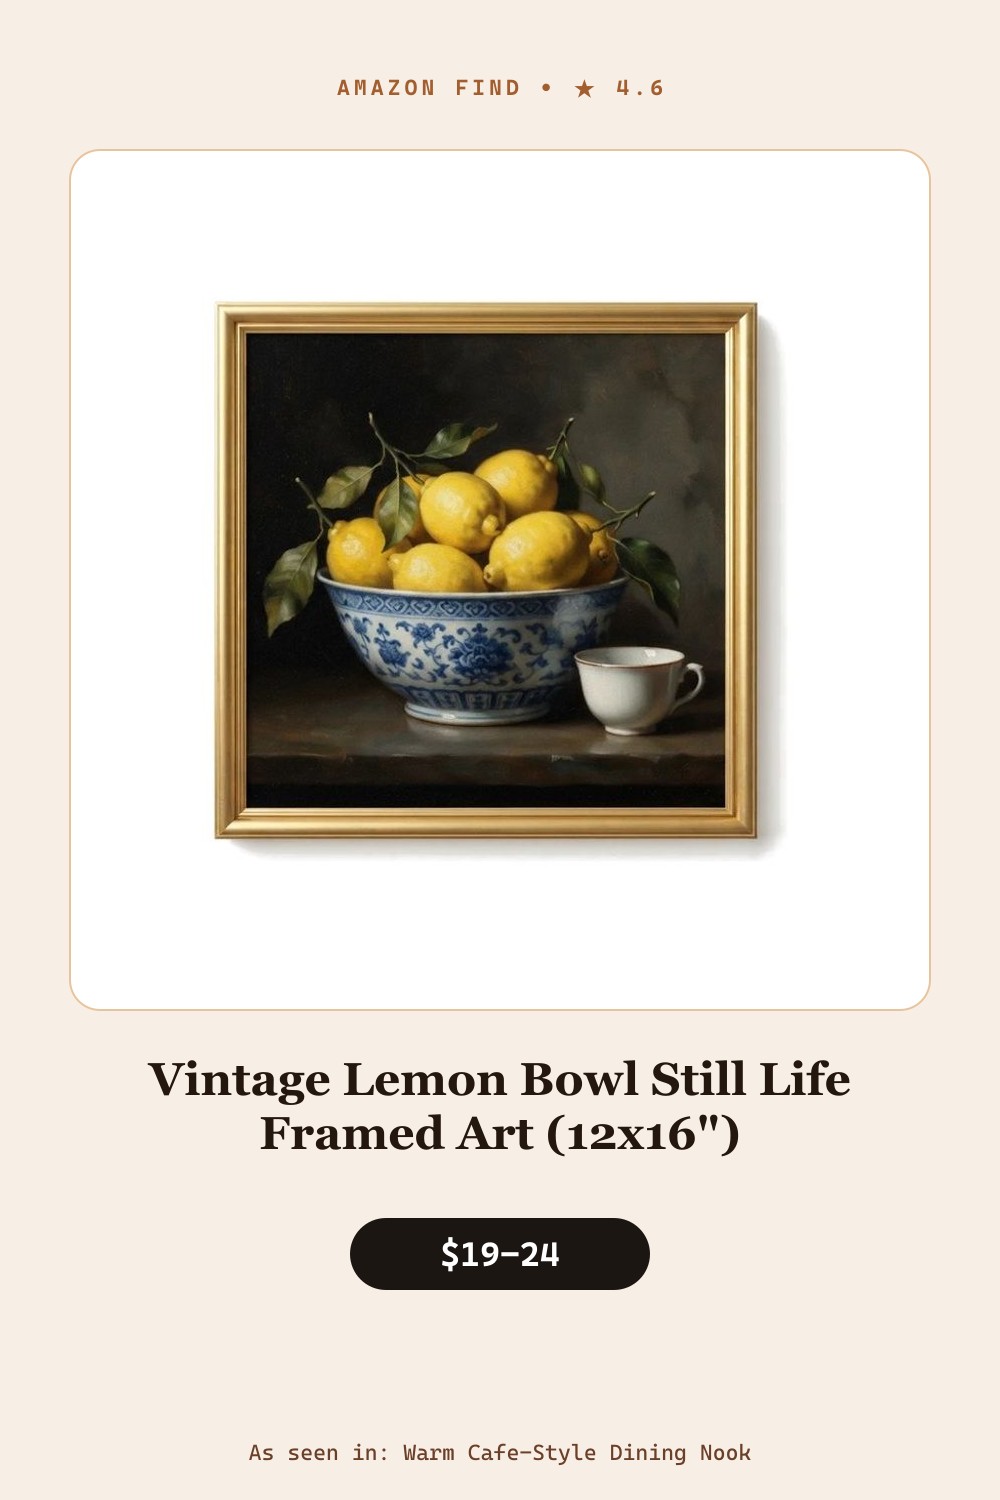 AMAZON FIND • ★ 4.6
Vintage Lemon Bowl Still Life
Framed Art (12x16")
$19–24
As seen in: Warm Cafe-Style Dining Nook